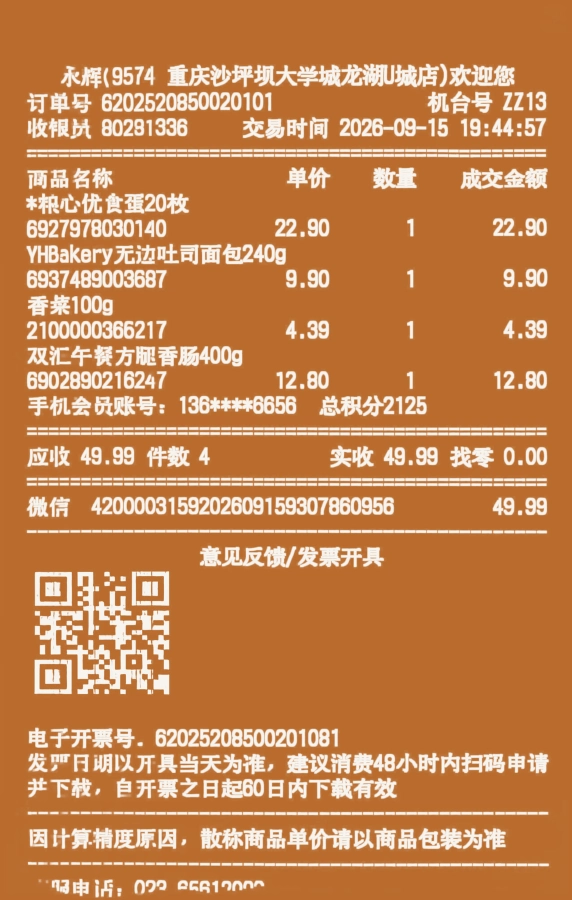 永辉(9574 重庆沙坪坝大学城龙湖U城店)欢迎您
订单号 6202520850020101 机台号 ZZ13
收银员 80291336 交易时间 2026-09-15 19:44:57
商品名称 单价 数量 成交金额
*粮心优食蛋20枚
6927978030140 22.90 1 22.90
YHBakery无边吐司面包240g
6937489003687 9.90 1 9.90
香菜100g
2100000366217 4.39 1 4.39
双汇午餐方腿香肠400g
6902890216247 12.80 1 12.80
手机会员账号: 136****6656 总积分2125
应收 49.99 件数 4 实收 49.99 找零 0.00
微信 4200003159202609159307860956 49.99
意见反馈/发票开具
电子开票号. 62025208500201081
发票日期以开具当天为准, 建议消费48小时内扫码申请
并下载, 自开票之日起60日内下载有效
因计算精度原因, 散称商品单价请以商品包装为准
电话: 023